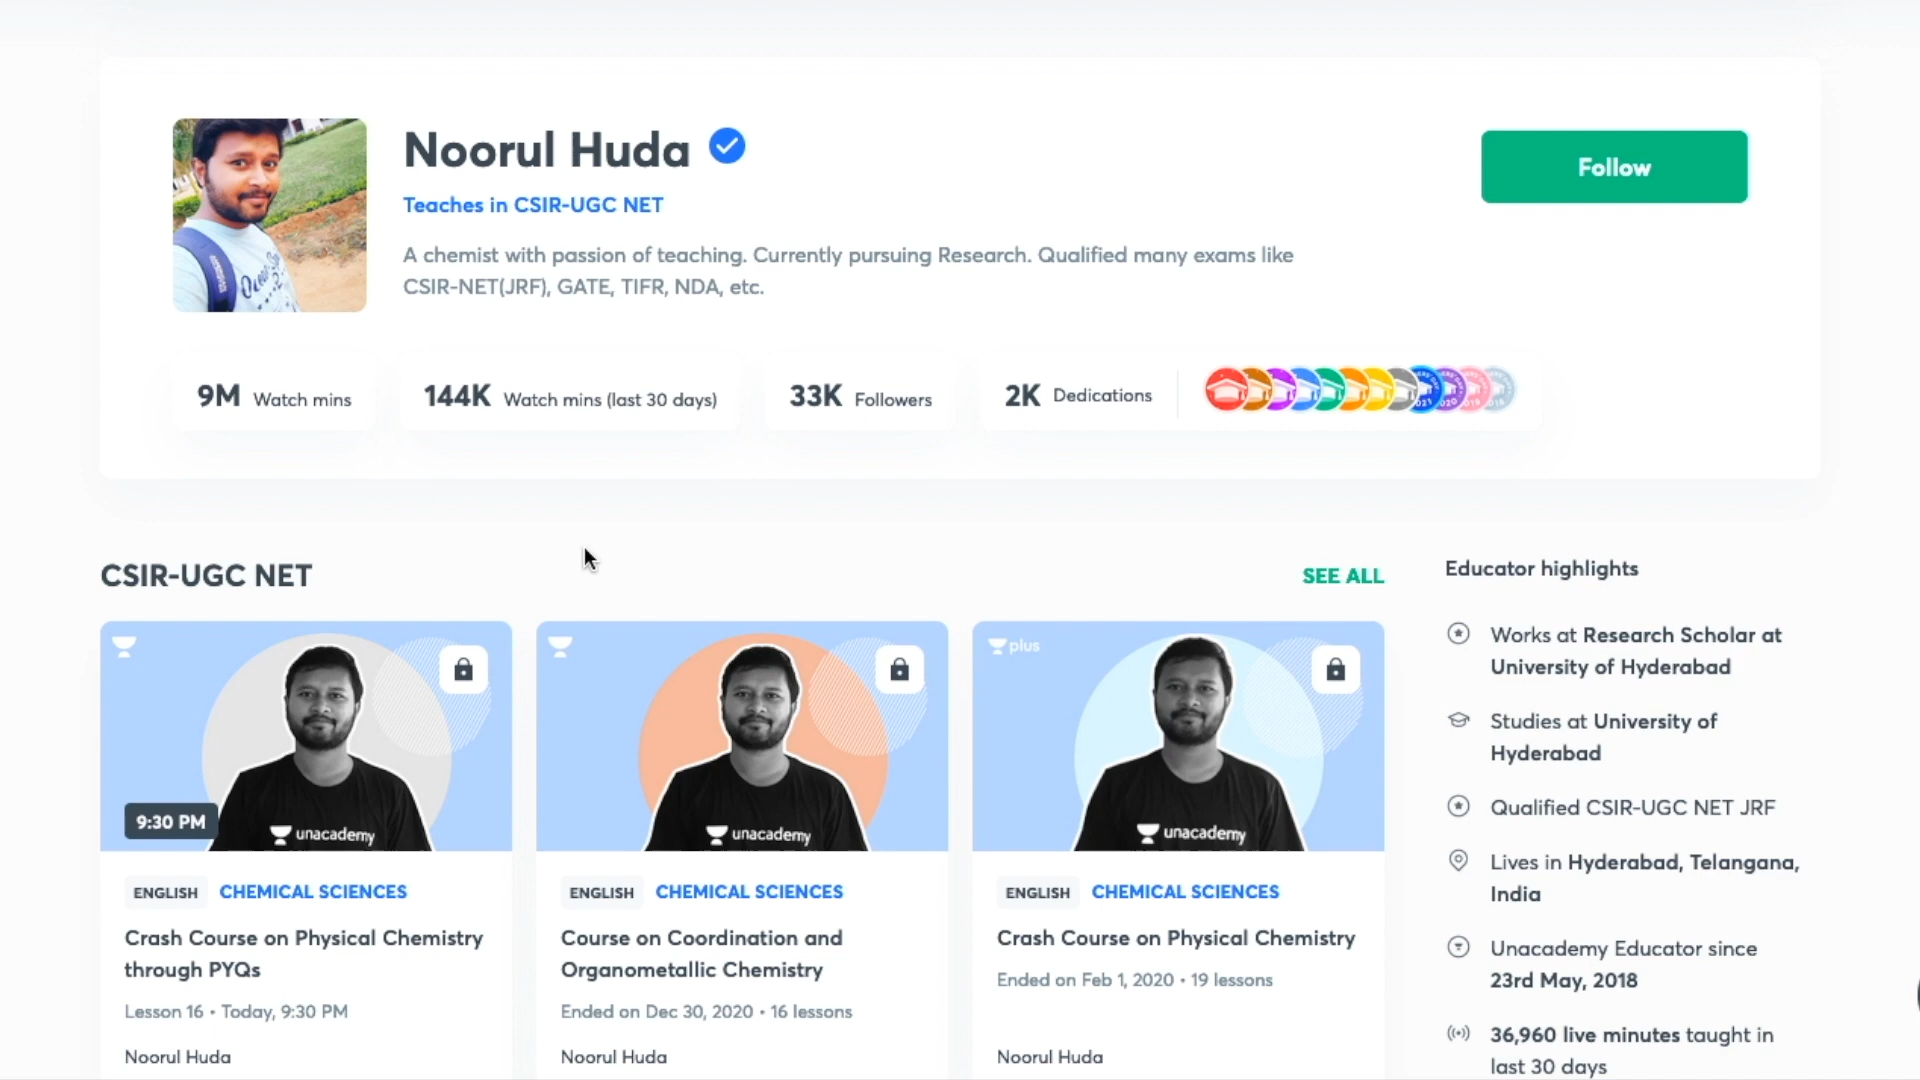 Noorul Huda
Follow
Teaches in CSIR-UGC NET
A chemist with passion of teaching. Currently pursuing Research. Qualified many exams like
CSIR-NET(JRF), GATE, TIFR, NDA, etc.
9M Watch mins
144K Watch mins (last 30 days)
33K Followers
2K Dedications
CSIR-UGC NET
SEE ALL
9:30 PM
unacademy
ENGLISH CHEMICAL SCIENCES
Crash Course on Physical Chemistry
through PYQs
Lesson 16 • Today, 9:30 PM
Noorul Huda
unacademy
ENGLISH CHEMICAL SCIENCES
Course on Coordination and
Organometallic Chemistry
Ended on Dec 30, 2020 • 16 lessons
Noorul Huda
plus
unacademy
ENGLISH CHEMICAL SCIENCES
Crash Course on Physical Chemistry
Ended on Feb 1, 2020 • 19 lessons
Noorul Huda
Educator highlights
Works at Research Scholar at
University of Hyderabad
Studies at University of
Hyderabad
Qualified CSIR-UGC NET JRF
Lives in Hyderabad, Telangana,
India
Unacademy Educator since
23rd May, 2018
36,960 live minutes taught in
last 30 days